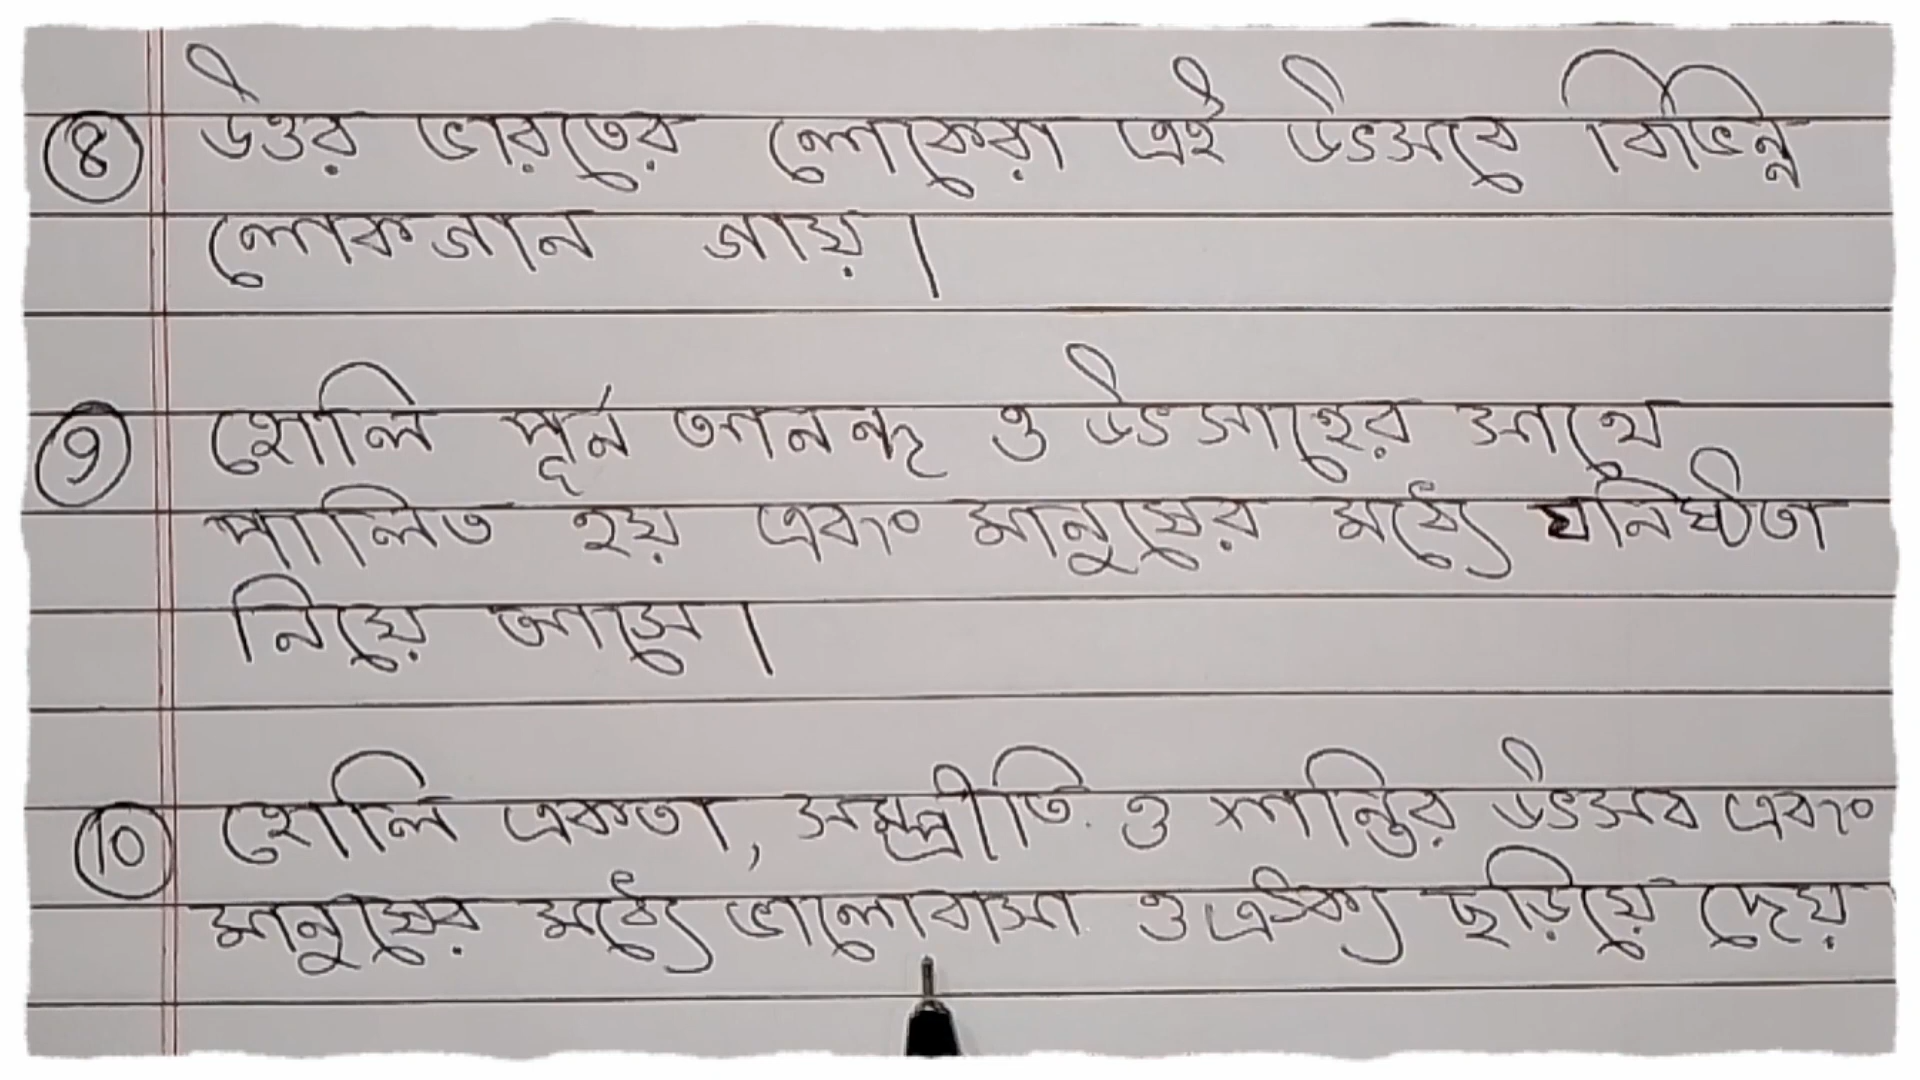 ৪ উত্তর ভারতের লোকেরা এই উৎসবে বিভিন্ন
লোকগান গায়।
9 হোলি পূর্ন আনন্দ ও উৎসাহের সাথে
পালিত হয় এবং মানুষের মধ্যে ঘনিষ্ঠতা
নিয়ে আসে।
10 হোলি একতা, সম্প্রীতি ও শান্তির উৎসব এবং
মানুষের মধ্যে ভালোবাসা ও ঐক্য ছড়িয়ে দেয়